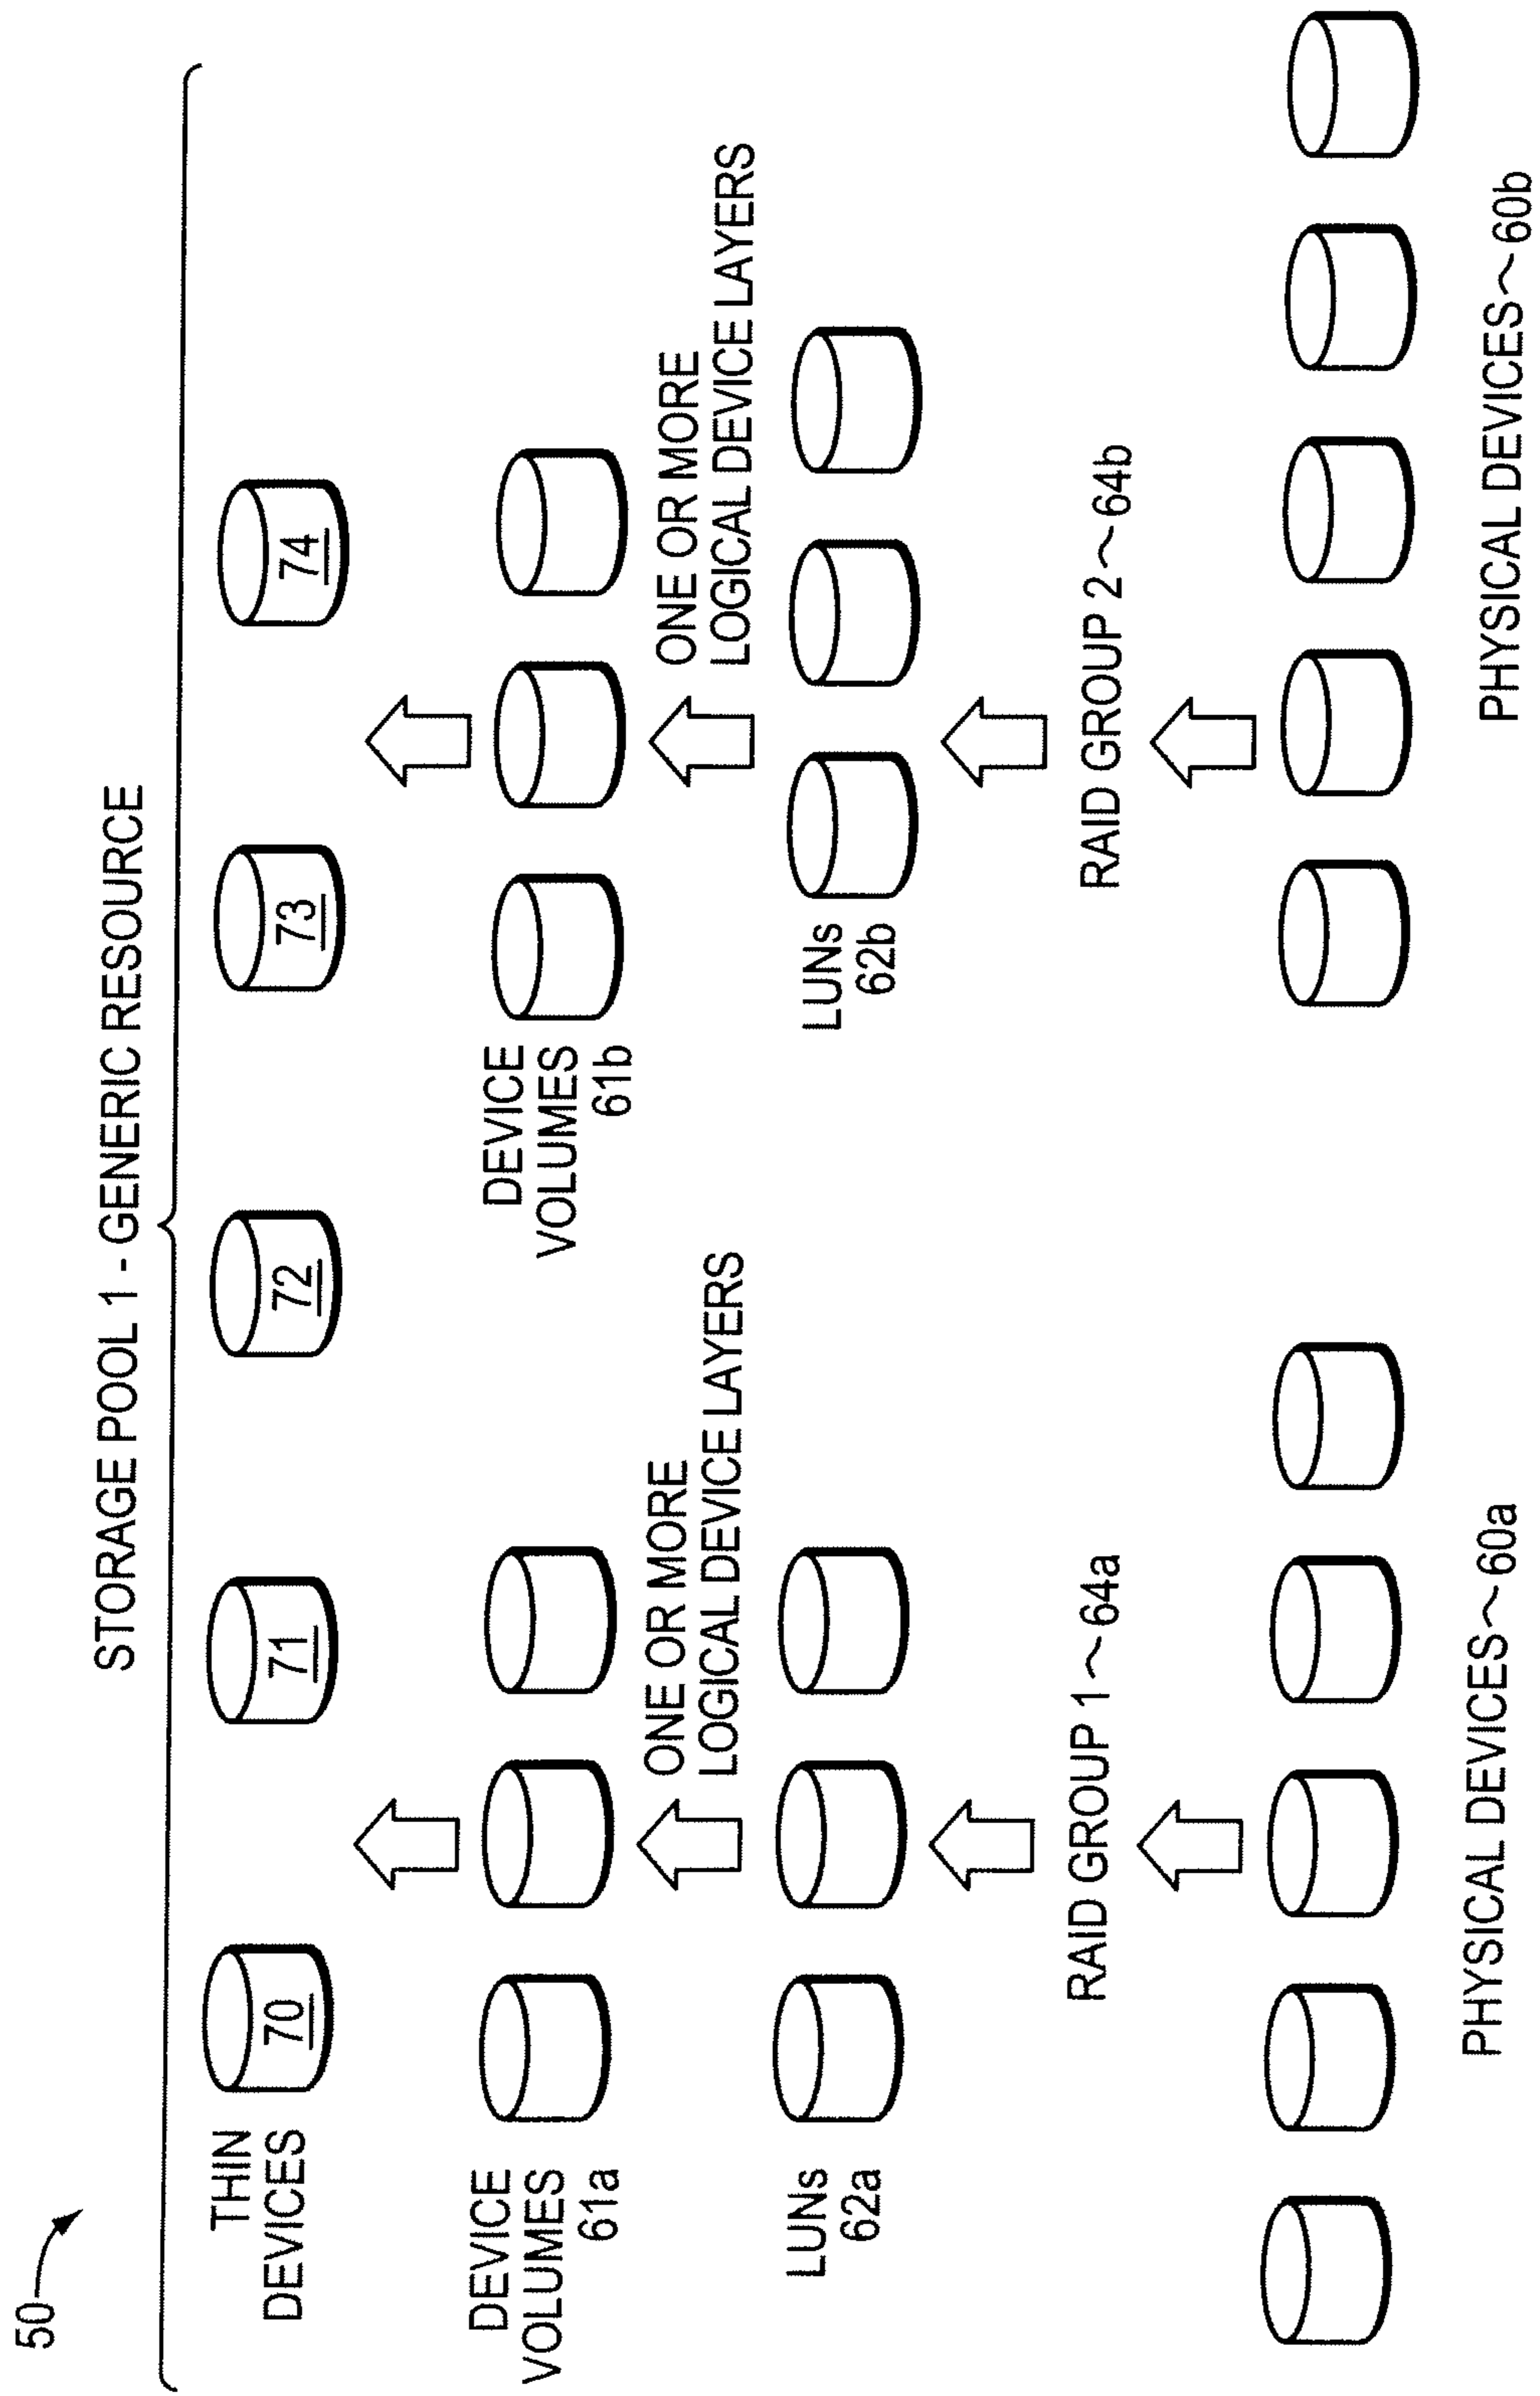 50
STORAGE POOL 1 - GENERIC RESOURCE
THIN
DEVICES
70
71
72
73
74
DEVICE
VOLUMES
61a
DEVICE
VOLUMES
61b
ONE OR MORE
LOGICAL DEVICE LAYERS
ONE OR MORE
LOGICAL DEVICE LAYERS
LUNs
62a
LUNs
62b
RAID GROUP 1~64a
RAID GROUP 2~64b
PHYSICAL DEVICES~60a
PHYSICAL DEVICES~60b